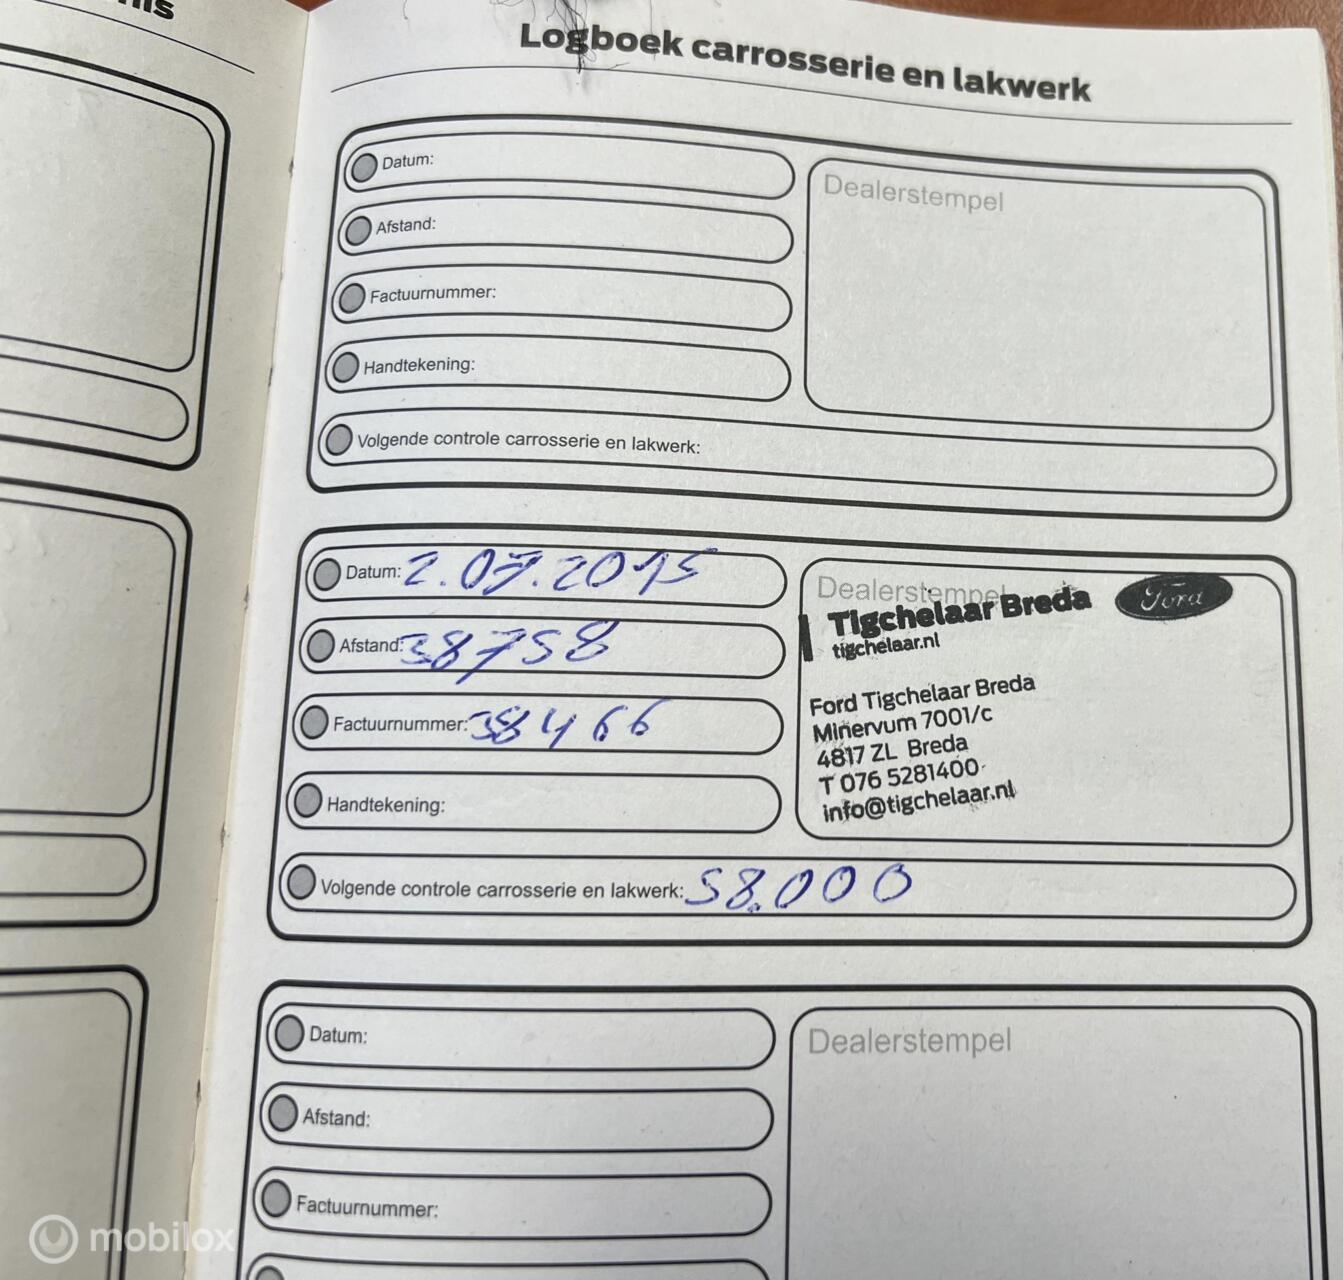 Logboek carrosserie en lakwerk
Datum:
Afstand:
Factuurnummer:
Handtekening:
Volgende controle carrosserie en lakwerk:
Dealerstempel
Datum: 2.07.2015
Afstand: 38758
Factuurnummer: 38466
Handtekening:
Volgende controle carrosserie en lakwerk: 58.000
Dealerstempel
Tigchelaar Breda
Ford
tigchelaar.nl
Ford Tigchelaar Breda
Minervum 7001/c
4817 ZL Breda
T 076 5281400
info@tigchelaar.nl
Datum:
Afstand:
Factuurnummer:
Dealerstempel
mobilox